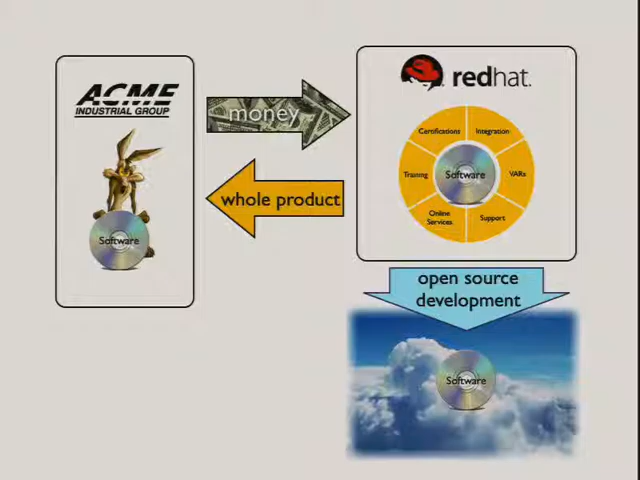 ACME
INDUSTRIAL GROUP
Software
money
whole product
redhat.
Certifications
Integration
Training
Software
VARs
Online
Services
Support
open source
development
Software